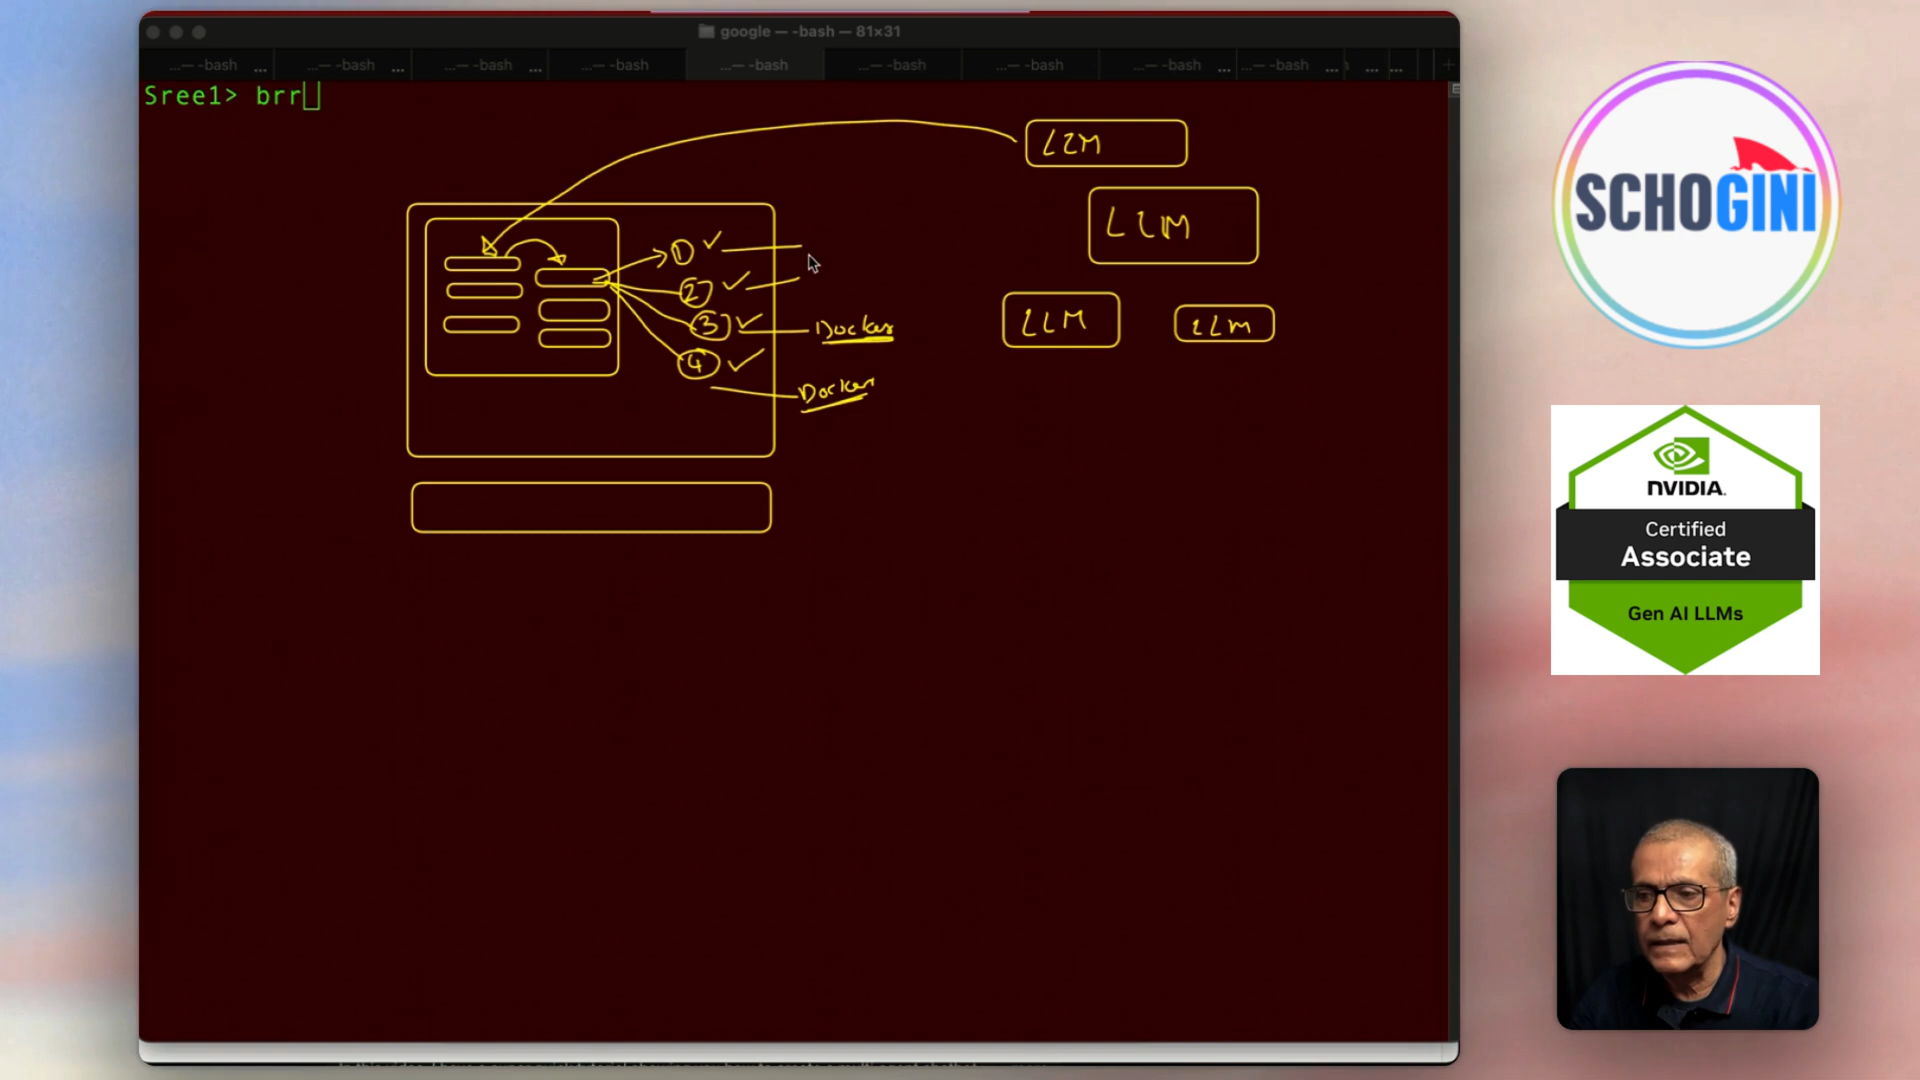 google — -bash — 81×31
...— -bash ... ...— -bash ... ...— -bash ... ...— -bash ...— -bash ...— -bash ...— -bash ...— -bash ... ...— -bash ... ... ...
Sree1> brr
LLM
LLM
1
2
3
Docker
LLM
LLM
4
Docker
SCHOGINI
NVIDIA.
Certified
Associate
Gen AI LLMs